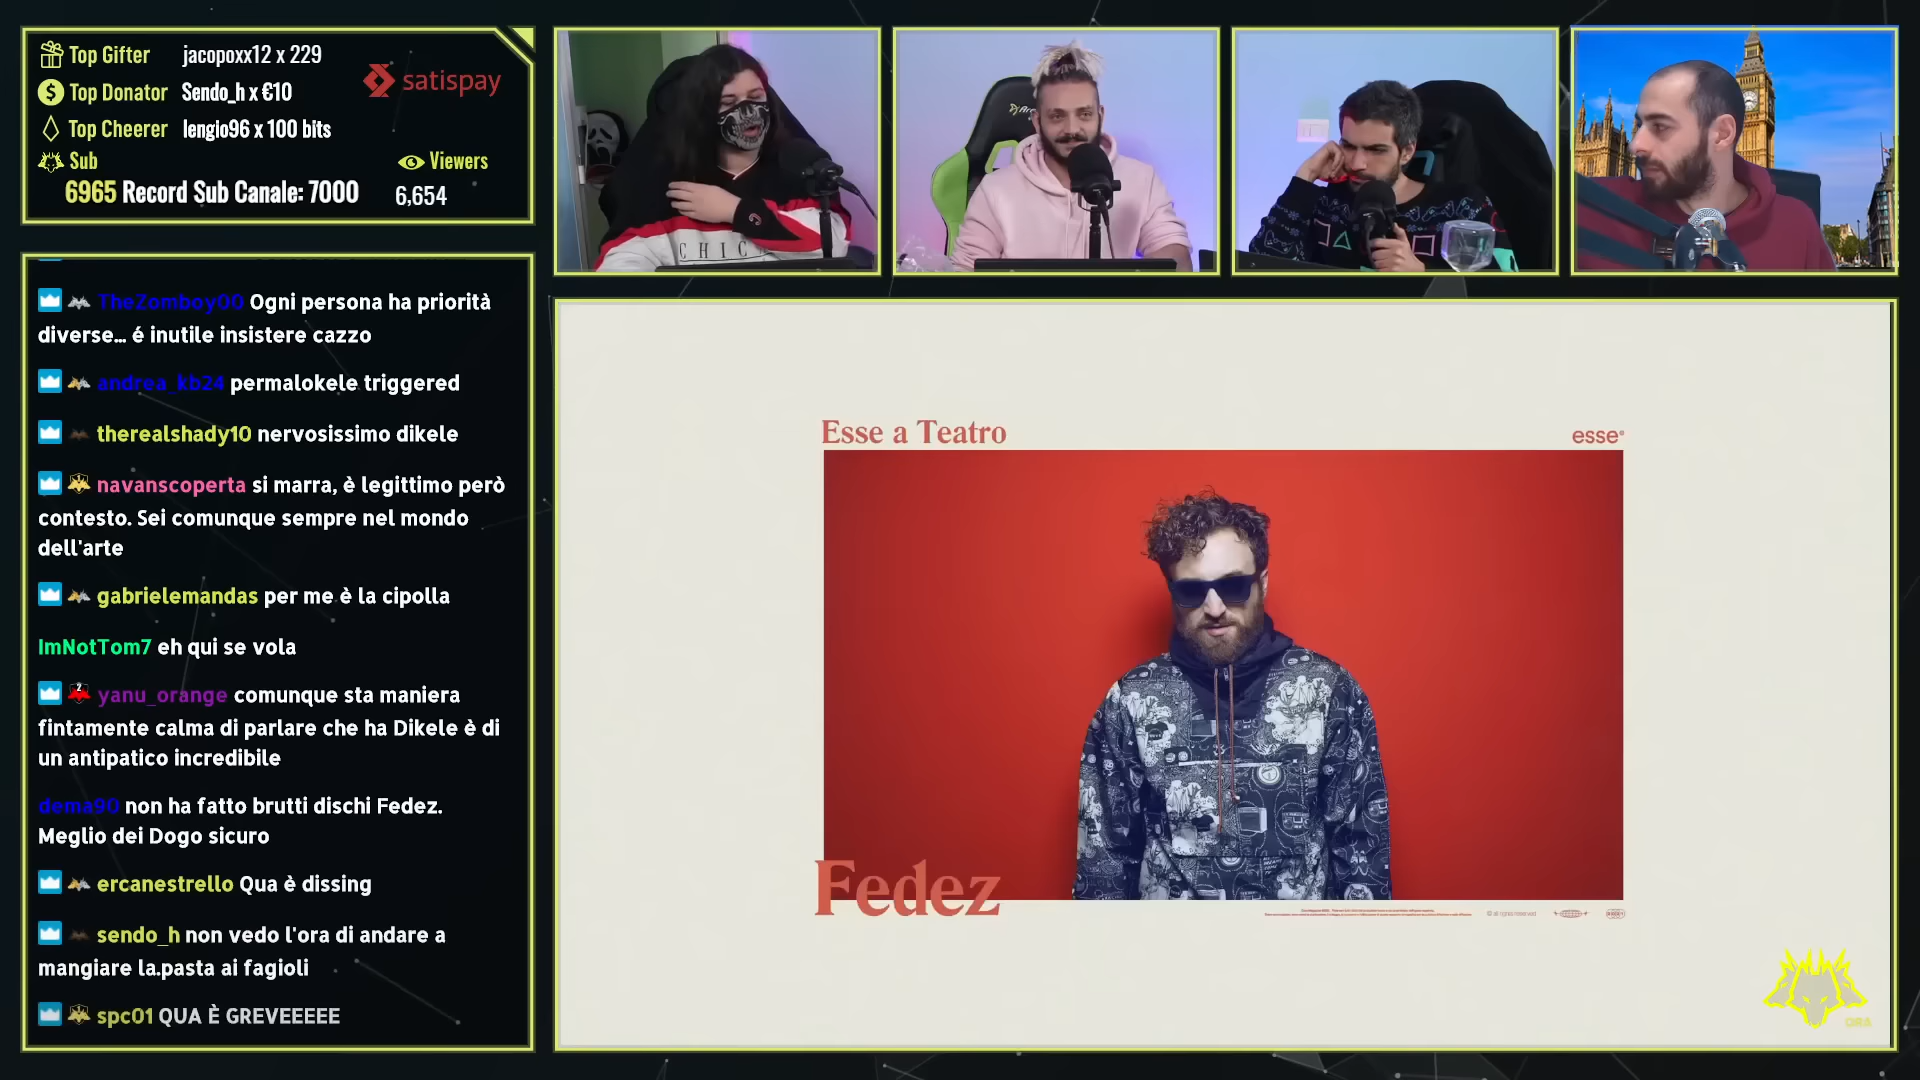 Top Gifter jacopoxx12 x 229
satispay
Top Donator Sendo_h x €10
Top Cheerer lengio96 x 100 bits
Sub
Viewers
6965 Record Sub Canale: 7000
6,654
CHIC
TheZomboy00 Ogni persona ha priorità
diverse... é inutile insistere cazzo
andrea_kb24 permalokele triggered
therealshady10 nervosissimo dikele
navanscoperta si marra, è legittimo però
contesto. Sei comunque sempre nel mondo
dell'arte
gabrielemandas per me è la cipolla
ImNotTom7 eh qui se vola
yanu_orange comunque sta maniera
fintamente calma di parlare che ha Dikele è di
un antipatico incredibile
dema90 non ha fatto brutti dischi Fedez.
Meglio dei Dogo sicuro
ercanestrello Qua è dissing
sendo_h non vedo l'ora di andare a
mangiare la.pasta ai fagioli
spc01 QUA È GREVEEEEE
Esse a Teatro
esse®
Fedez
© all rights reserved